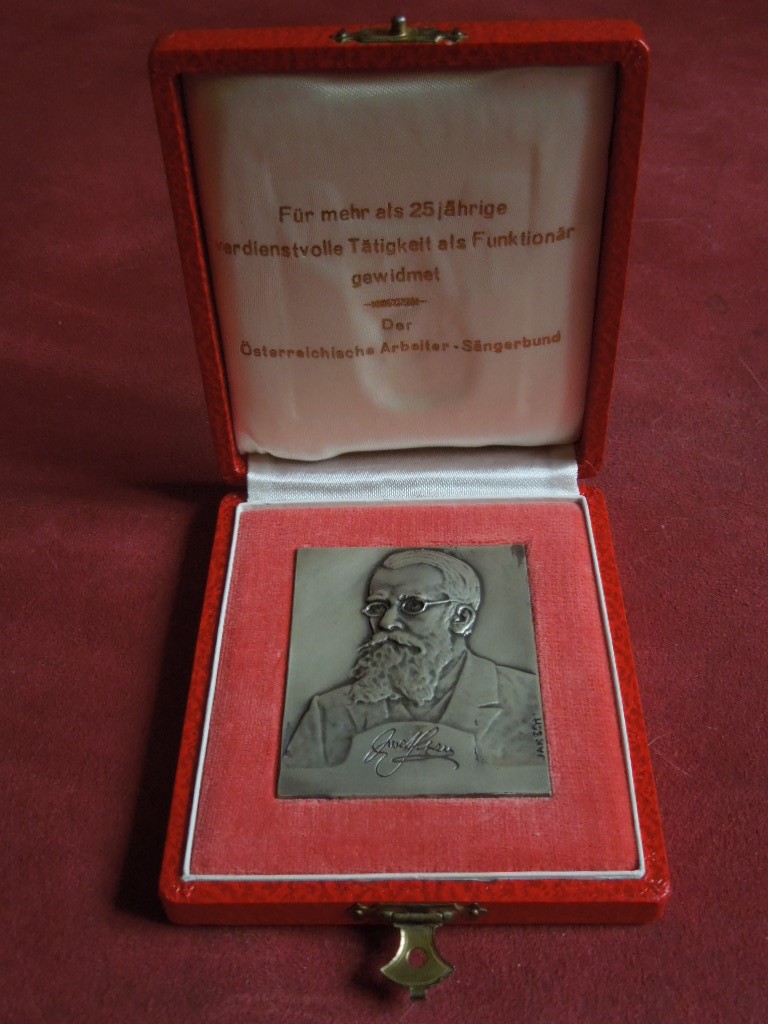 Für mehr als 25 jährige
verdienstvolle Tätigkeit als Funktionär
gewidmet
Der
Österreichische Arbeiter-Sängerbund